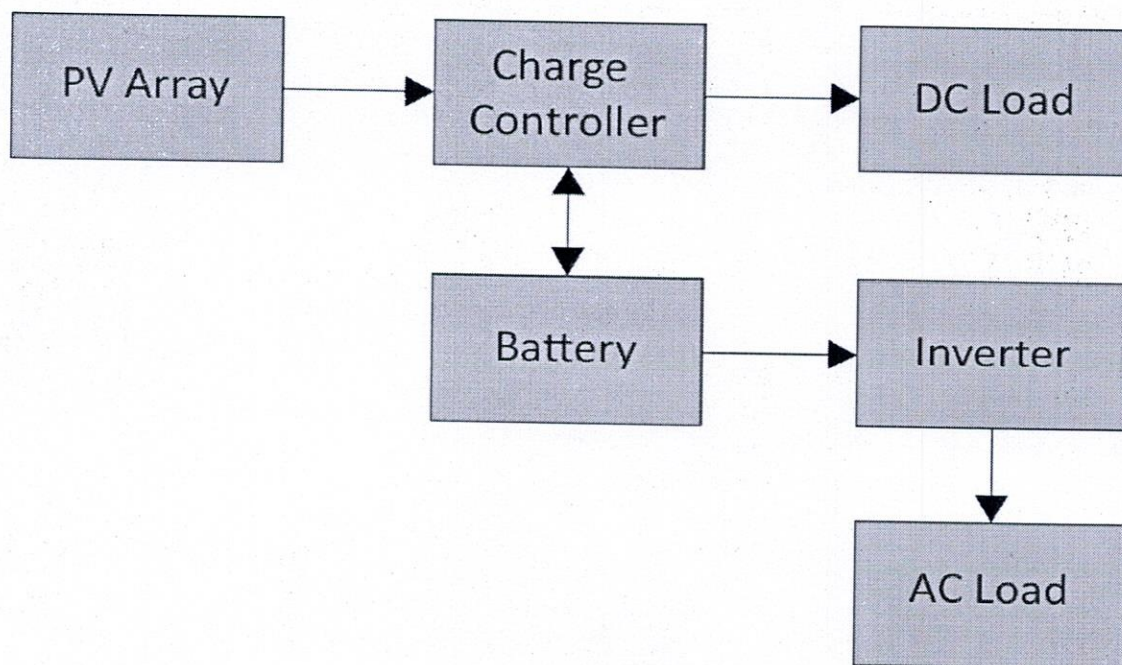 PV Array
Charge
Controller
DC Load
Battery
Inverter
AC Load